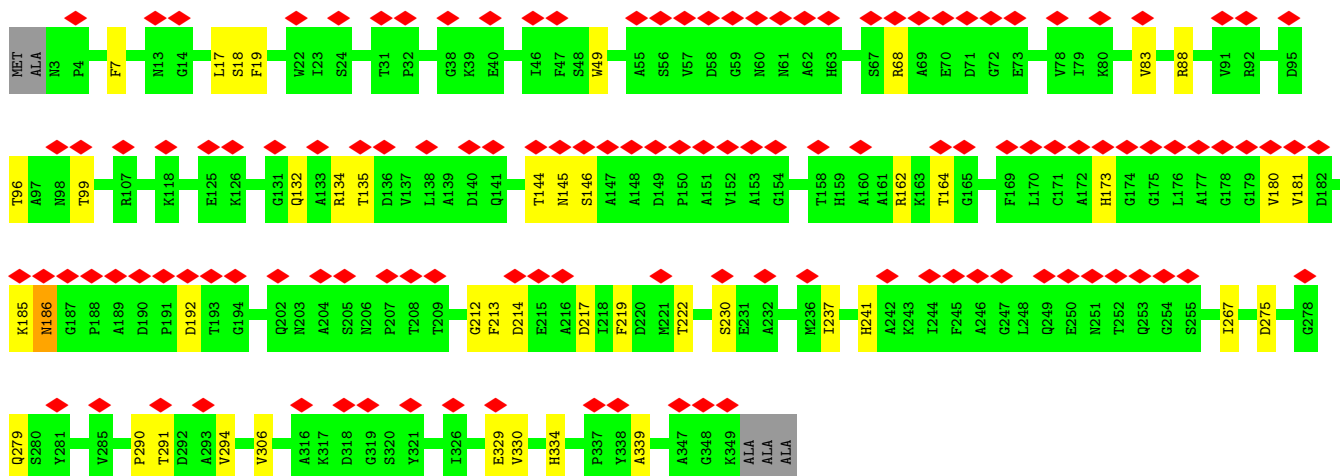 MET ALA N3 P4 F7 N13 G14 L17 S18 F19 W22 I23 S24 T31 P32 G38 K39 E40 I46 F47 S48 W49 A55 S56 V57 D58 G59 N60 N61 A62 H63 S67 R68 A69 E70 D71 G72 E73 V78 I79 K80 V83 R88 V91 R92 D95
T96 A97 N98 T99 R107 K118 E125 K126 G131 Q132 A133 R134 T135 D136 V137 L138 A139 D140 Q141 T144 N145 S146 A147 A148 D149 P150 A151 V152 A153 G154 T158 H159 A160 A161 R162 K163 T164 G165 F169 L170 C171 A172 H173 G174 G175 L176 A177 G178 G179 V180 V181 D182
K185 N186 G187 P188 A189 D190 P191 D192 T193 G194 Q202 N203 A204 S205 N206 P207 T208 T209 G212 F213 D214 E215 A216 D217 I218 F219 D220 M221 T222 S230 E231 A232 M236 I237 H241 A242 K243 I244 F245 A246 G247 L248 Q249 E250 N251 T252 Q253 G254 S255 I267 D275 G278
Q279 S280 Y281 V285 P290 T291 D292 A293 V294 V306 A316 K317 D318 G319 S320 Y321 I326 E329 V330 H334 P337 Y338 A339 A347 G348 K349 ALA ALA ALA